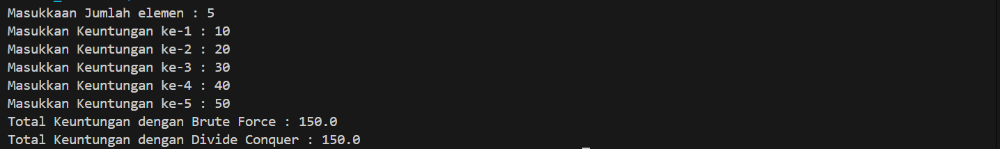 Masukkaan Jumlah elemen : 5
Masukkan Keuntungan ke-1 : 10
Masukkan Keuntungan ke-2 : 20
Masukkan Keuntungan ke-3 : 30
Masukkan Keuntungan ke-4 : 40
Masukkan Keuntungan ke-5 : 50
Total Keuntungan dengan Brute Force : 150.0
Total Keuntungan dengan Divide Conquer : 150.0